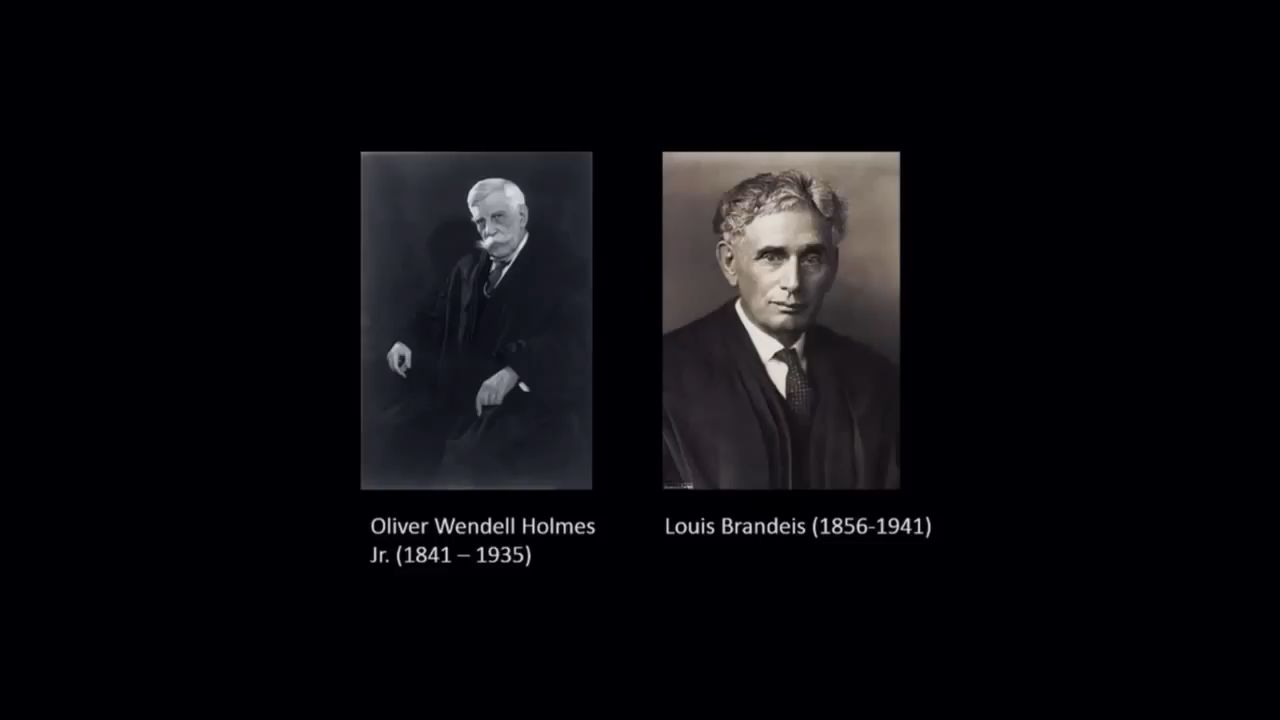 Oliver Wendell Holmes
Jr. (1841 – 1935)
Louis Brandeis (1856-1941)